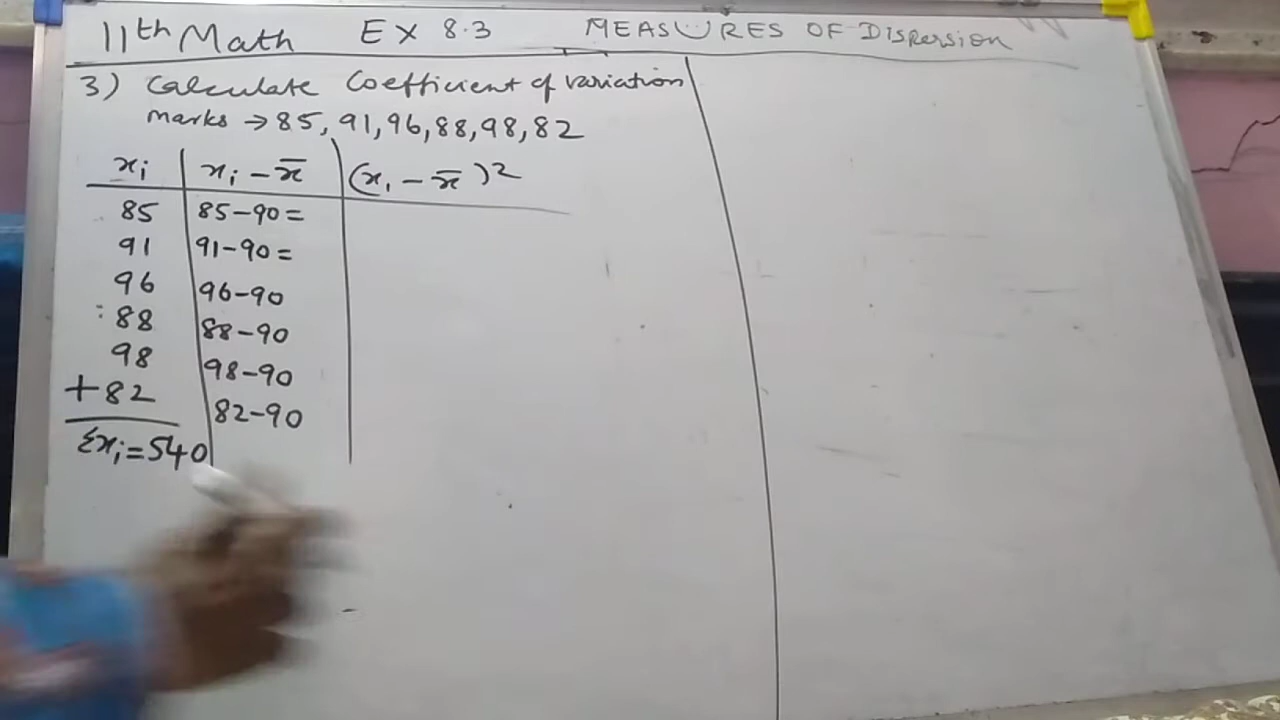 11th Math EX 8.3 MEASURES OF DISPERSION
3) Calculate Coefficient of variation
marks → 85, 91, 96, 88, 98, 82
xᵢ xᵢ – x̅ (xᵢ – x̅)²
85 85–90=
91 91–90=
96 96–90
88 88–90
98 98–90
+82 82–90
Σxᵢ=540